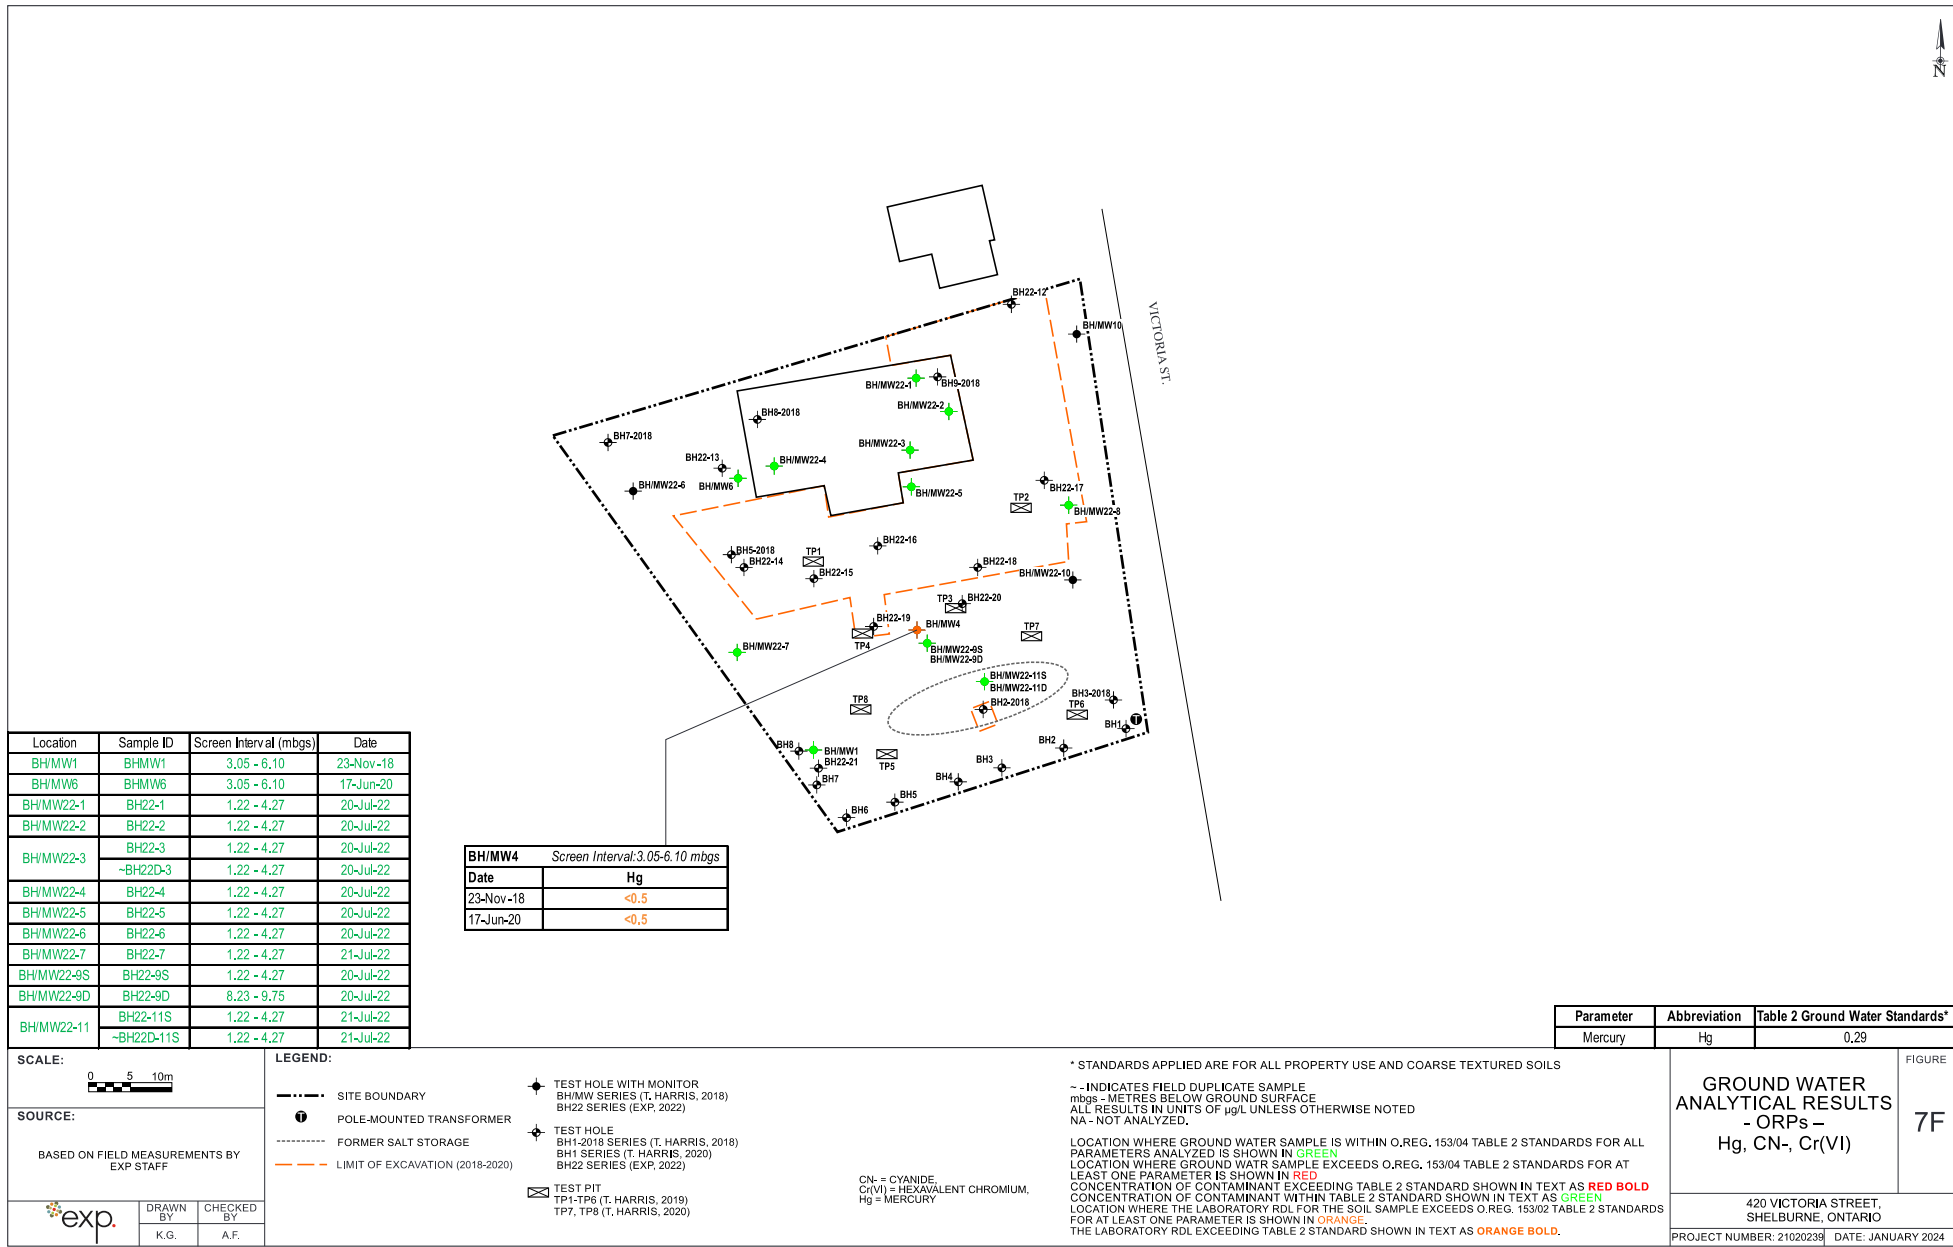 N
VICTORIA ST.
BH22-12
BH/MW10
BH/MW22-1
BH9-2018
BH/MW22-2
BH8-2018
BH7-2018
BH/MW22-3
BH22-13
BH/MW22-4
BH/MW6
BH/MW22-6
BH/MW22-5
BH22-17
TP2
BH/MW22-8
BH22-16
BH5-2018
TP1
BH22-14
BH22-15
BH22-18
BH/MW22-10
TP3
BH22-20
BH22-19
BH/MW4
TP4
TP7
BH/MW22-7
BH/MW22-9S
BH/MW22-9D
BH/MW22-11S
BH/MW22-11D
TP8
BH2-2018
BH3-2018
TP6
T
BH1
BH2
BH8
BH/MW1
BH22-21
TP5
BH7
BH3
BH4
BH5
BH6
Location Sample ID Screen Interval (mbgs) Date
BH/MW1 BHMW1 3.05 - 6.10 23-Nov-18
BH/MW6 BHMW6 3.05 - 6.10 17-Jun-20
BH/MW22-1 BH22-1 1.22 - 4.27 20-Jul-22
BH/MW22-2 BH22-2 1.22 - 4.27 20-Jul-22
BH/MW22-3 BH22-3 1.22 - 4.27 20-Jul-22
~BH22D-3 1.22 - 4.27 20-Jul-22
BH/MW22-4 BH22-4 1.22 - 4.27 20-Jul-22
BH/MW22-5 BH22-5 1.22 - 4.27 20-Jul-22
BH/MW22-6 BH22-6 1.22 - 4.27 20-Jul-22
BH/MW22-7 BH22-7 1.22 - 4.27 21-Jul-22
BH/MW22-9S BH22-9S 1.22 - 4.27 20-Jul-22
BH/MW22-9D BH22-9D 8.23 - 9.75 20-Jul-22
BH/MW22-11 BH22-11S 1.22 - 4.27 21-Jul-22
~BH22D-11S 1.22 - 4.27 21-Jul-22
BH/MW4 Screen Interval:3.05-6.10 mbgs
Date Hg
23-Nov-18 <0.5
17-Jun-20 <0.5
Parameter Abbreviation Table 2 Ground Water Standards*
Mercury Hg 0.29
SCALE:
0 5 10m
SOURCE:
BASED ON FIELD MEASUREMENTS BY
EXP STAFF
exp.
DRAWN
BY
CHECKED
BY
K.G. A.F.
LEGEND:
SITE BOUNDARY
T POLE-MOUNTED TRANSFORMER
FORMER SALT STORAGE
LIMIT OF EXCAVATION (2018-2020)
TEST HOLE WITH MONITOR
BH/MW SERIES (T. HARRIS, 2018)
BH22 SERIES (EXP, 2022)
TEST HOLE
BH1-2018 SERIES (T. HARRIS, 2018)
BH1 SERIES (T. HARRIS, 2020)
BH22 SERIES (EXP, 2022)
TEST PIT
TP1-TP6 (T. HARRIS, 2019)
TP7, TP8 (T. HARRIS, 2020)
CN- = CYANIDE,
Cr(VI) = HEXAVALENT CHROMIUM,
Hg = MERCURY
* STANDARDS APPLIED ARE FOR ALL PROPERTY USE AND COARSE TEXTURED SOILS
~ - INDICATES FIELD DUPLICATE SAMPLE
mbgs - METRES BELOW GROUND SURFACE
ALL RESULTS IN UNITS OF µg/L UNLESS OTHERWISE NOTED
NA - NOT ANALYZED.
LOCATION WHERE GROUND WATER SAMPLE IS WITHIN O.REG. 153/04 TABLE 2 STANDARDS FOR ALL
PARAMETERS ANALYZED IS SHOWN IN GREEN
LOCATION WHERE GROUND WATR SAMPLE EXCEEDS O.REG. 153/04 TABLE 2 STANDARDS FOR AT
LEAST ONE PARAMETER IS SHOWN IN RED
CONCENTRATION OF CONTAMINANT EXCEEDING TABLE 2 STANDARD SHOWN IN TEXT AS RED BOLD
CONCENTRATION OF CONTAMINANT WITHIN TABLE 2 STANDARD SHOWN IN TEXT AS GREEN
LOCATION WHERE THE LABORATORY RDL FOR THE SOIL SAMPLE EXCEEDS O.REG. 153/02 TABLE 2 STANDARDS
FOR AT LEAST ONE PARAMETER IS SHOWN IN ORANGE.
THE LABORATORY RDL EXCEEDING TABLE 2 STANDARD SHOWN IN TEXT AS ORANGE BOLD.
GROUND WATER
ANALYTICAL RESULTS
- ORPs –
Hg, CN-, Cr(VI)
FIGURE
7F
420 VICTORIA STREET,
SHELBURNE, ONTARIO
PROJECT NUMBER: 21020239 DATE: JANUARY 2024